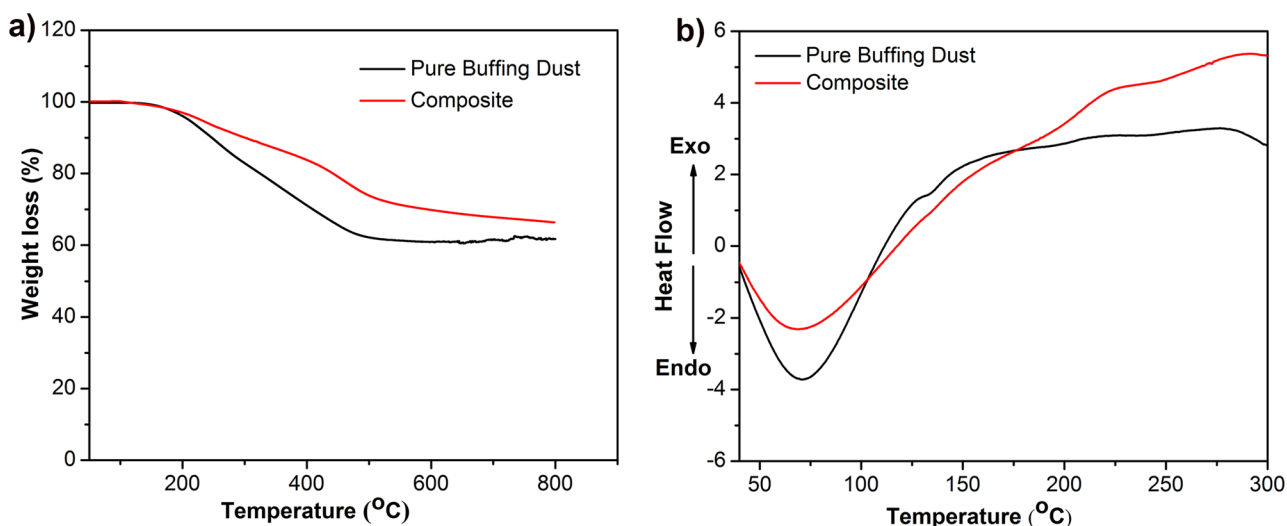 a)
Pure Buffing Dust
Composite
Weight loss (%)
120
100
80
60
40
20
0
200
400
600
800
Temperature (°C)
b)
Pure Buffing Dust
Composite
Exo
Heat Flow
Endo
6
4
2
0
-2
-4
-6
50
100
150
200
250
300
Temperature (°C)